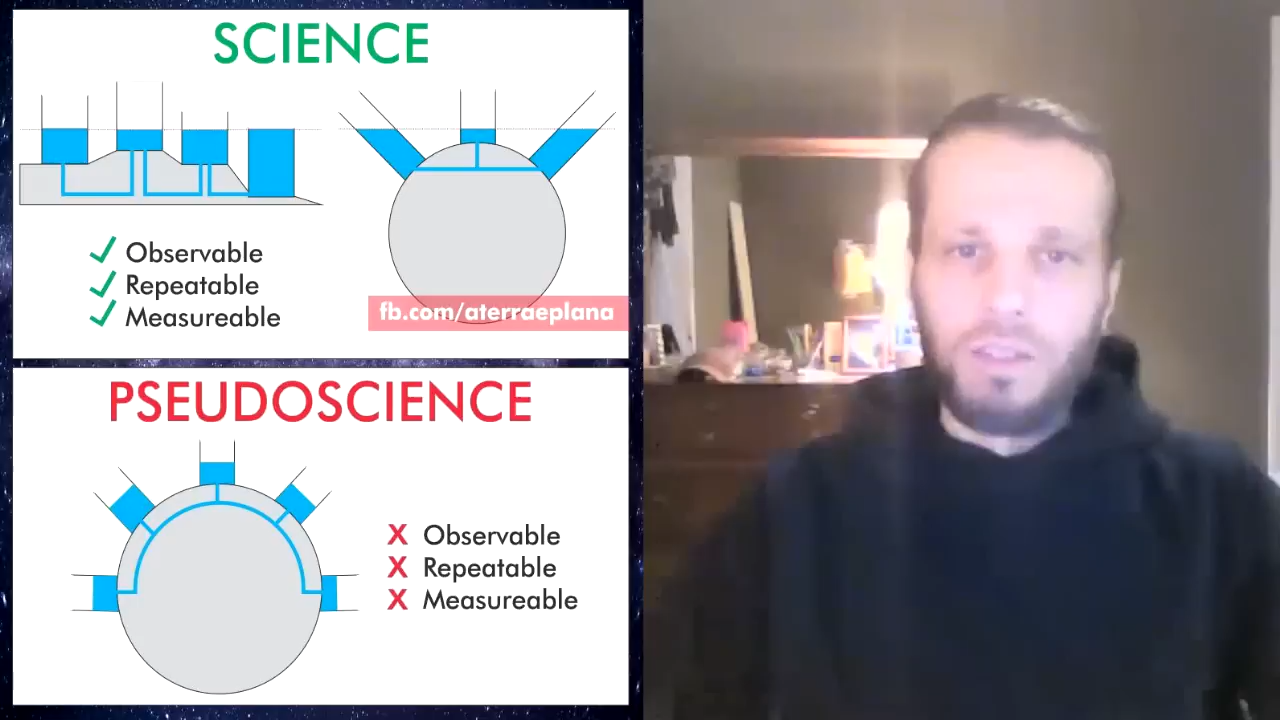 SCIENCE
Observable
Repeatable
Measureable
fb.com/aterraeplana
PSEUDOSCIENCE
X Observable
X Repeatable
X Measureable